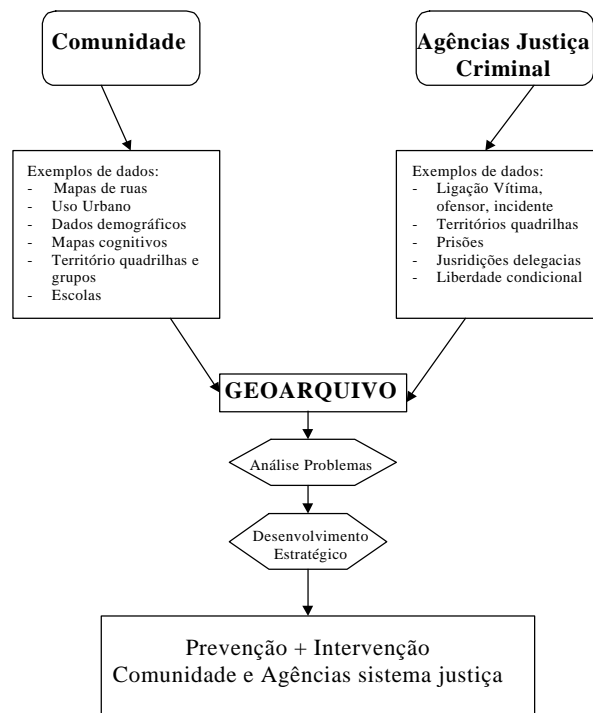 Comunidade
Agências Justiça
Criminal
Exemplos de dados:
- Mapas de ruas
- Uso Urbano
- Dados demográficos
- Mapas cognitivos
- Território quadrilhas e
grupos
- Escolas
Exemplos de dados:
- Ligação Vítima,
ofensor, incidente
- Territórios quadrilhas
- Prisões
- Jusridições delegacias
- Liberdade condicional
GEOARQUIVO
Análise Problemas
Desenvolvimento
Estratégico
Prevenção + Intervenção
Comunidade e Agências sistema justiça